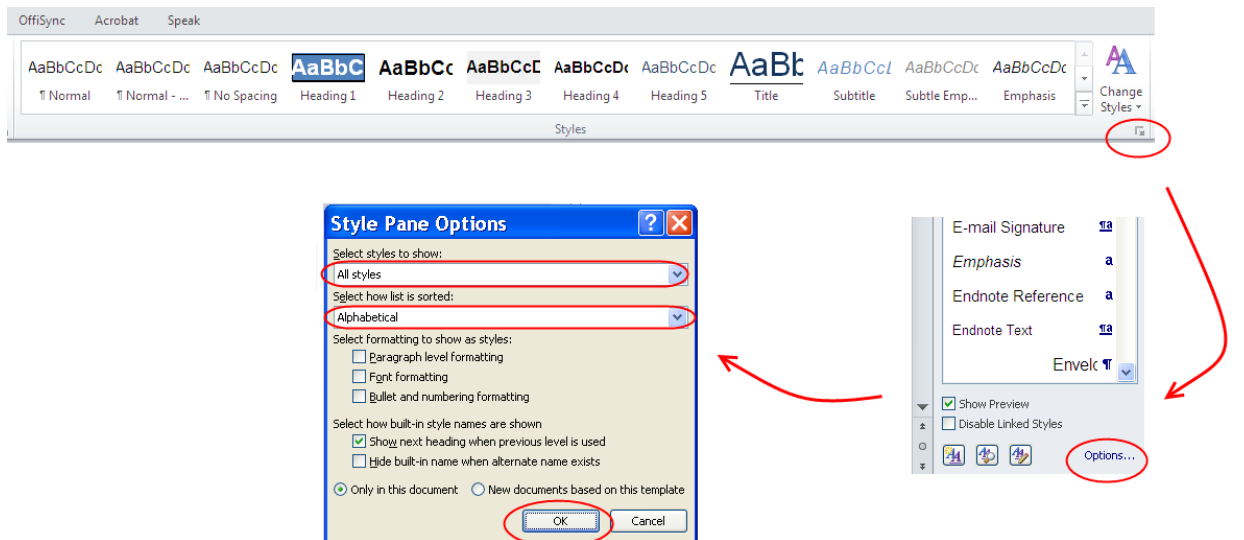 OffiSync Acrobat Speak
AaBbCcDc AaBbCcDc AaBbCcDc AaBbC AaBbCc AaBbCcD AaBbCcDc AaBbCcDc AaBb AaBbCcL AaBbCcDc AaBbCcDc
¶ Normal ¶ Normal - ... ¶ No Spacing Heading 1 Heading 2 Heading 3 Heading 4 Heading 5 Title Subtitle Subtle Emp... Emphasis
Change
Styles
Styles
Style Pane Options
Select styles to show:
All styles
Select how list is sorted:
Alphabetical
Select formatting to show as styles:
Paragraph level formatting
Font formatting
Bullet and numbering formatting
Select how built-in style names are shown
Show next heading when previous level is used
Hide built-in name when alternate name exists
Only in this document New documents based on this template
OK Cancel
E-mail Signature ¶a
Emphasis a
Endnote Reference a
Endnote Text ¶a
Envelc ¶
Show Preview
Disable Linked Styles
Options...